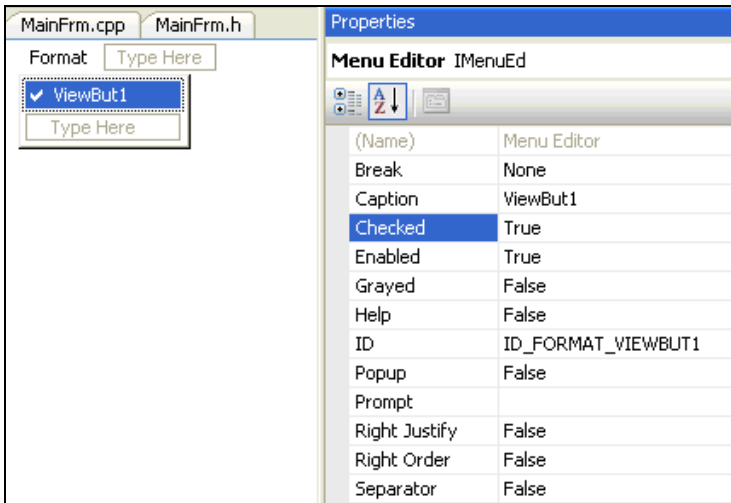 MainFrm.cpp MainFrm.h
Format Type Here
ViewBut1
Type Here
Properties
Menu Editor IMenuEd
A
Z
(Name) Menu Editor
Break None
Caption ViewBut1
Checked True
Enabled True
Grayed False
Help False
ID ID_FORMAT_VIEWBUT1
Popup False
Prompt
Right Justify False
Right Order False
Separator False